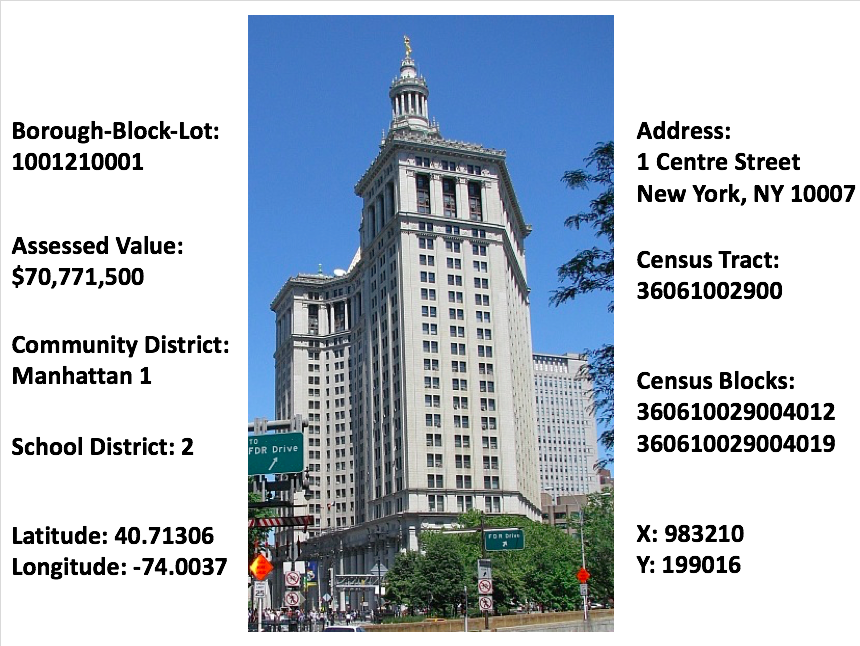 Borough-Block-Lot:
1001210001
Assessed Value:
$70,771,500
Community District:
Manhattan 1
School District: 2
Latitude: 40.71306
Longitude: -74.0037
TO
FDR Drive
FDR Drive
Address:
1 Centre Street
New York, NY 10007
Census Tract:
36061002900
Census Blocks:
360610029004012
360610029004019
X: 983210
Y: 199016